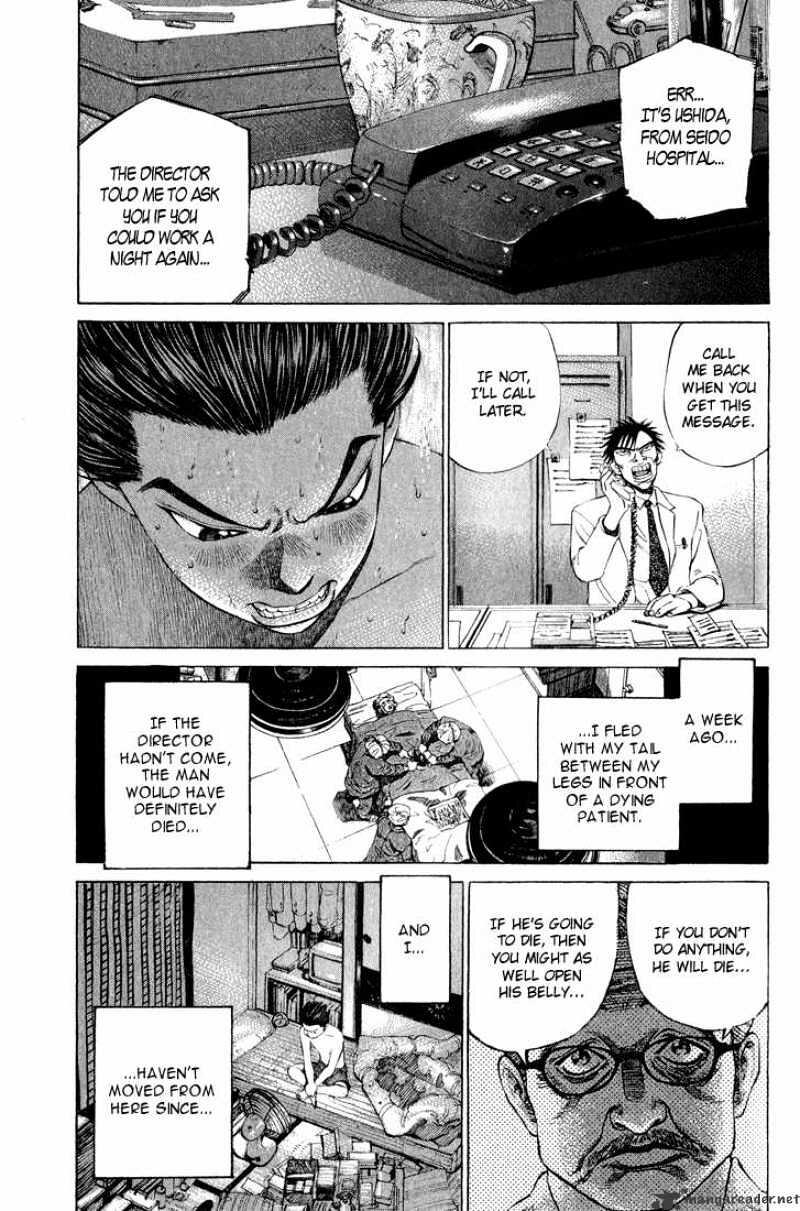 ERR...
IT'S USHIDA,
FROM SEIDO
HOSPITAL...
THE DIRECTOR
TOLD ME TO ASK
YOU IF YOU
COULD WORK A
NIGHT AGAIN...
CALL
ME BACK
WHEN YOU
GET THIS
MESSAGE.
IF NOT,
I'LL CALL
LATER.
A WEEK
AGO...
...I FLED
WITH MY TAIL
BETWEEN MY
LEGS IN FRONT
OF A DYING
PATIENT.
IF THE
DIRECTOR
HADN'T COME,
THE MAN
WOULD HAVE
DEFINITELY
DIED...
IF YOU DON'T
DO ANYTHING,
HE WILL DIE...
IF HE'S GOING
TO DIE, THEN
YOU MIGHT AS
WELL OPEN
HIS BELLY...
AND
I...
...HAVEN'T
MOVED FROM
HERE SINCE...
mangareader.net